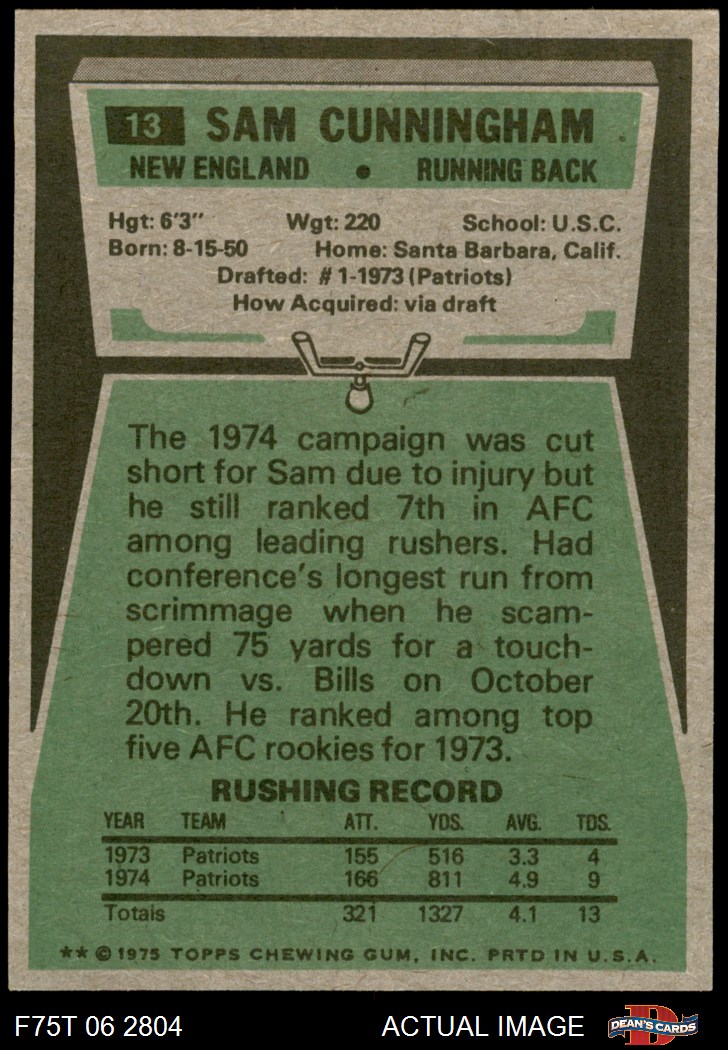 13 SAM CUNNINGHAM
NEW ENGLAND • RUNNING BACK
Hgt: 6'3" Wgt: 220 School: U.S.C.
Born: 8-15-50 Home: Santa Barbara, Calif.
Drafted: #1-1973 (Patriots)
How Acquired: via draft
The 1974 campaign was cut
short for Sam due to injury but
he still ranked 7th in AFC
among leading rushers. Had
conference's longest run from
scrimmage when he scam-
pered 75 yards for a touch-
down vs. Bills on October
20th. He ranked among top
five AFC rookies for 1973.
RUSHING RECORD
YEAR TEAM ATT. YDS. AVG. TDS.
1973 Patriots 155 516 3.3 4
1974 Patriots 166 811 4.9 9
Totals 321 1327 4.1 13
** © 1975 TOPPS CHEWING GUM, INC. PRTD IN U.S.A.
F75T 06 2804 ACTUAL IMAGE DEAN'S CARDS